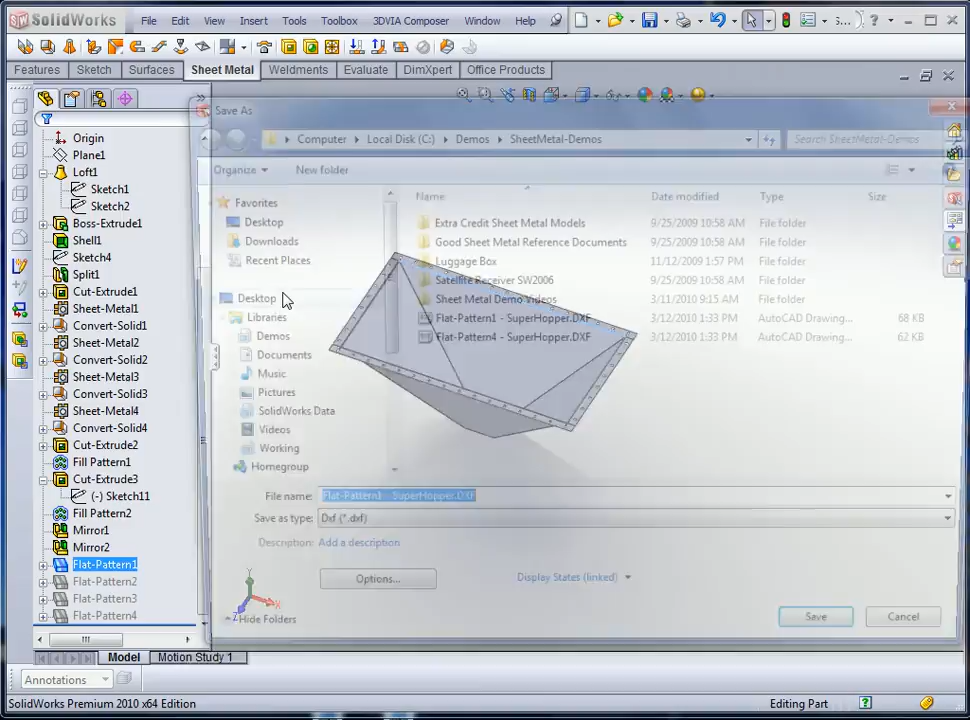 SolidWorks File Edit View Insert Tools Toolbox 3DVIA Composer Window Help S... ?
Features Sketch Surfaces Sheet Metal Weldments Evaluate DimXpert Office Products
Save As
Computer Local Disk (C:) Demos SheetMetal-Demos Search SheetMetal-Demos
Organize New folder
Name Date modified Type Size
Favorites
Desktop
Downloads
Recent Places
Desktop
Libraries
Demos
Documents
Music
Pictures
SolidWorks Data
Videos
Working
Homegroup
Extra Credit Sheet Metal Models 9/25/2009 10:58 AM File folder
Good Sheet Metal Reference Documents 9/25/2009 10:58 AM File folder
Luggage Box 11/12/2009 1:57 PM File folder
Satellite Receiver SW2006 9/25/2009 10:58 AM File folder
Sheet Metal Demo Videos 3/11/2010 9:15 AM File folder
Flat-Pattern1 - SuperHopper.DXF 3/12/2010 1:33 PM AutoCAD Drawing... 68 KB
Flat-Pattern4 - SuperHopper.DXF 3/12/2010 1:33 PM AutoCAD Drawing... 62 KB
File name: Flat-Pattern1 - SuperHopper.DXF
Save as type: Dxf (*.dxf)
Description: Add a description
Options... Display States (linked)
Hide Folders Save Cancel
Origin
Plane1
Loft1
Sketch1
Sketch2
Boss-Extrude1
Shell1
Sketch4
Split1
Cut-Extrude1
Sheet-Metal1
Convert-Solid1
Sheet-Metal2
Convert-Solid2
Sheet-Metal3
Convert-Solid3
Sheet-Metal4
Convert-Solid4
Cut-Extrude2
Fill Pattern1
Cut-Extrude3
(-) Sketch11
Fill Pattern2
Mirror1
Mirror2
Flat-Pattern1
Flat-Pattern2
Flat-Pattern3
Flat-Pattern4
Y
X
Z
Model Motion Study 1
Annotations
SolidWorks Premium 2010 x64 Edition Editing Part ?